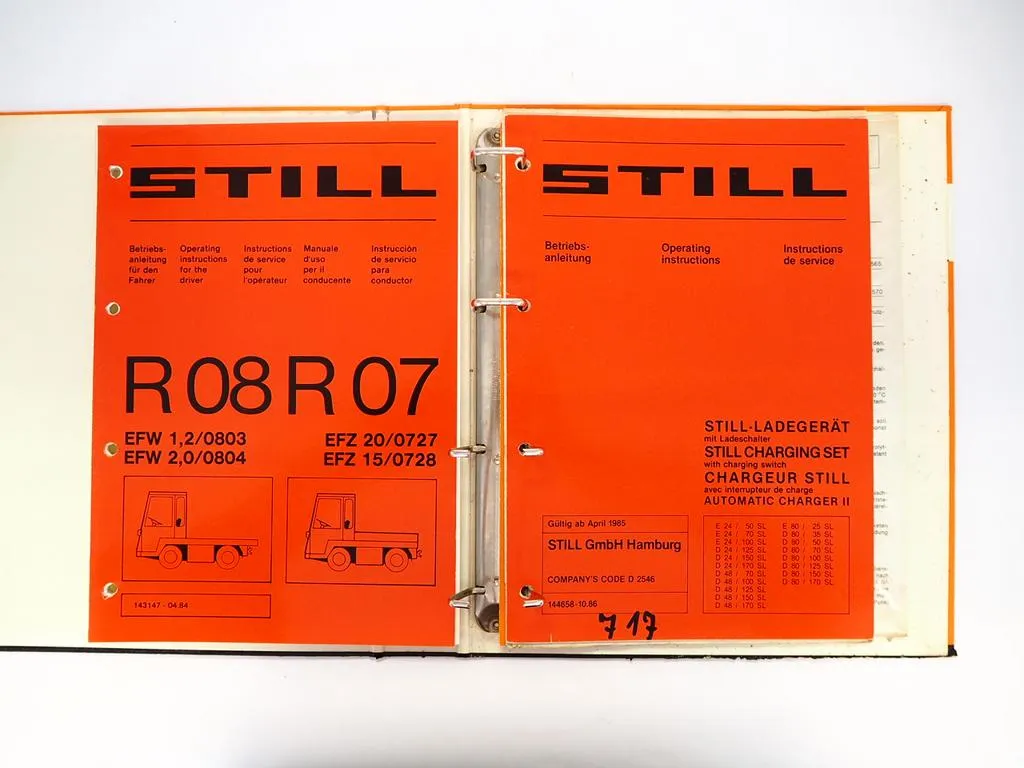 STILL
Betriebs-
anleitung
für den
Fahrer
Operating
instructions
for the
driver
Instructions
de service
pour
l'opérateur
Manuale
d'uso
per il
conducente
Instrucción
de servicio
para
conductor
R 08 R 07
EFW 1,2/0803
EFW 2,0/0804
EFZ 20/0727
EFZ 15/0728
143147 - 04.84
STILL
Betriebs-
anleitung
Operating
instructions
Instructions
de service
STILL-LADEGERÄT
mit Ladeschalter
STILL CHARGING SET
with charging switch
CHARGEUR STILL
avec interrupteur de charge
AUTOMATIC CHARGER II
Gültig ab April 1985
STILL GmbH Hamburg
COMPANY'S CODE D 2546
144658-10.86
E 24 / 50 SL
E 24 / 70 SL
E 24 / 100 SL
D 24 / 125 SL
D 24 / 150 SL
D 24 / 170 SL
D 48 / 70 SL
D 48 / 100 SL
D 48 / 125 SL
D 48 / 150 SL
D 48 / 170 SL
E 80 / 25 SL
D 80 / 35 SL
D 80 / 50 SL
D 80 / 70 SL
D 80 / 100 SL
D 80 / 125 SL
D 80 / 150 SL
D 80 / 170 SL
717